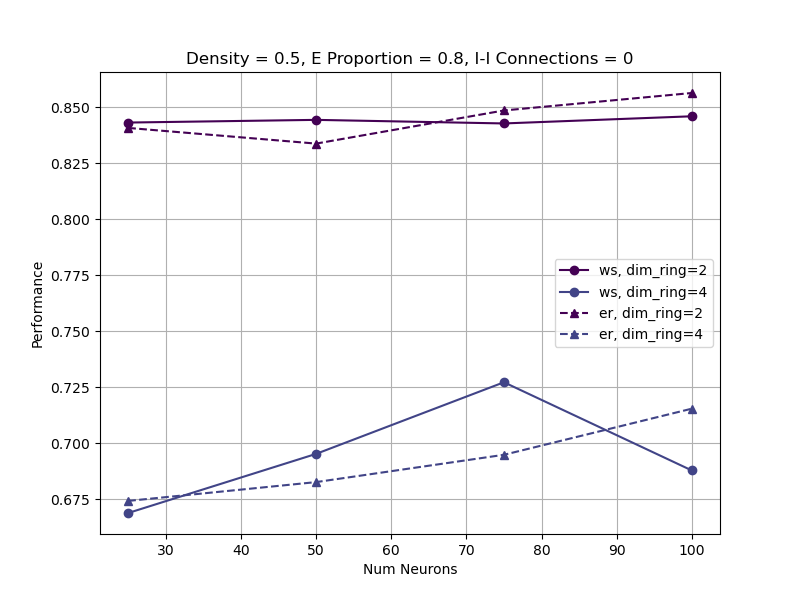 Density = 0.5, E Proportion = 0.8, I-I Connections = 0
0.850
0.825
0.800
0.775
0.750
0.725
0.700
0.675
Performance
ws, dim_ring=2
ws, dim_ring=4
er, dim_ring=2
er, dim_ring=4
30 40 50 60 70 80 90 100
Num Neurons